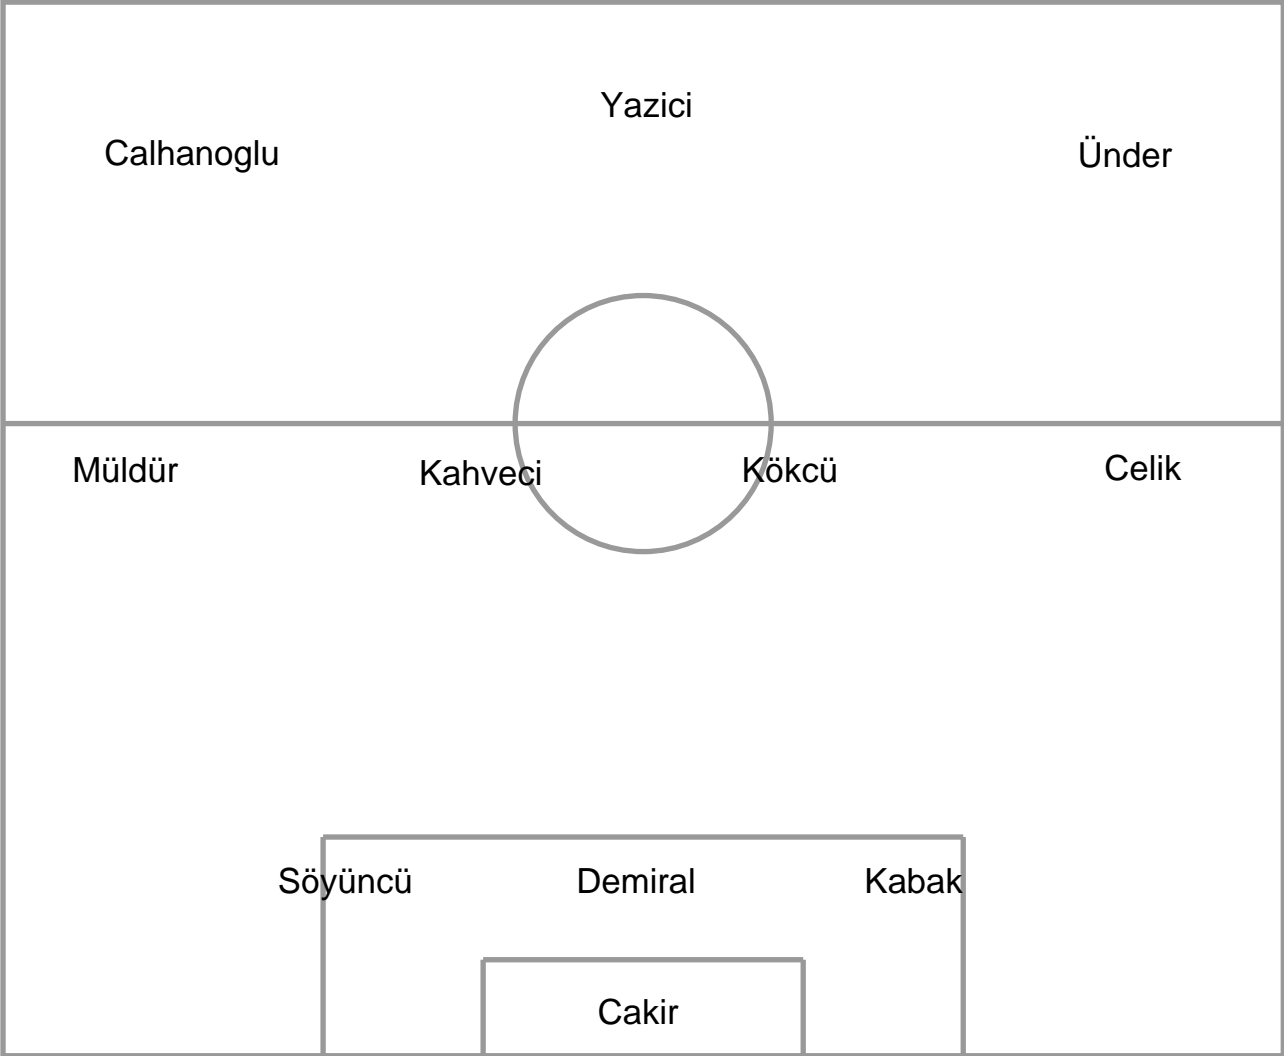 Yazici
Calhanoglu
Ünder
Müldür
Kahveci
Kökcü
Celik
Söyüncü
Demiral
Kabak
Cakir